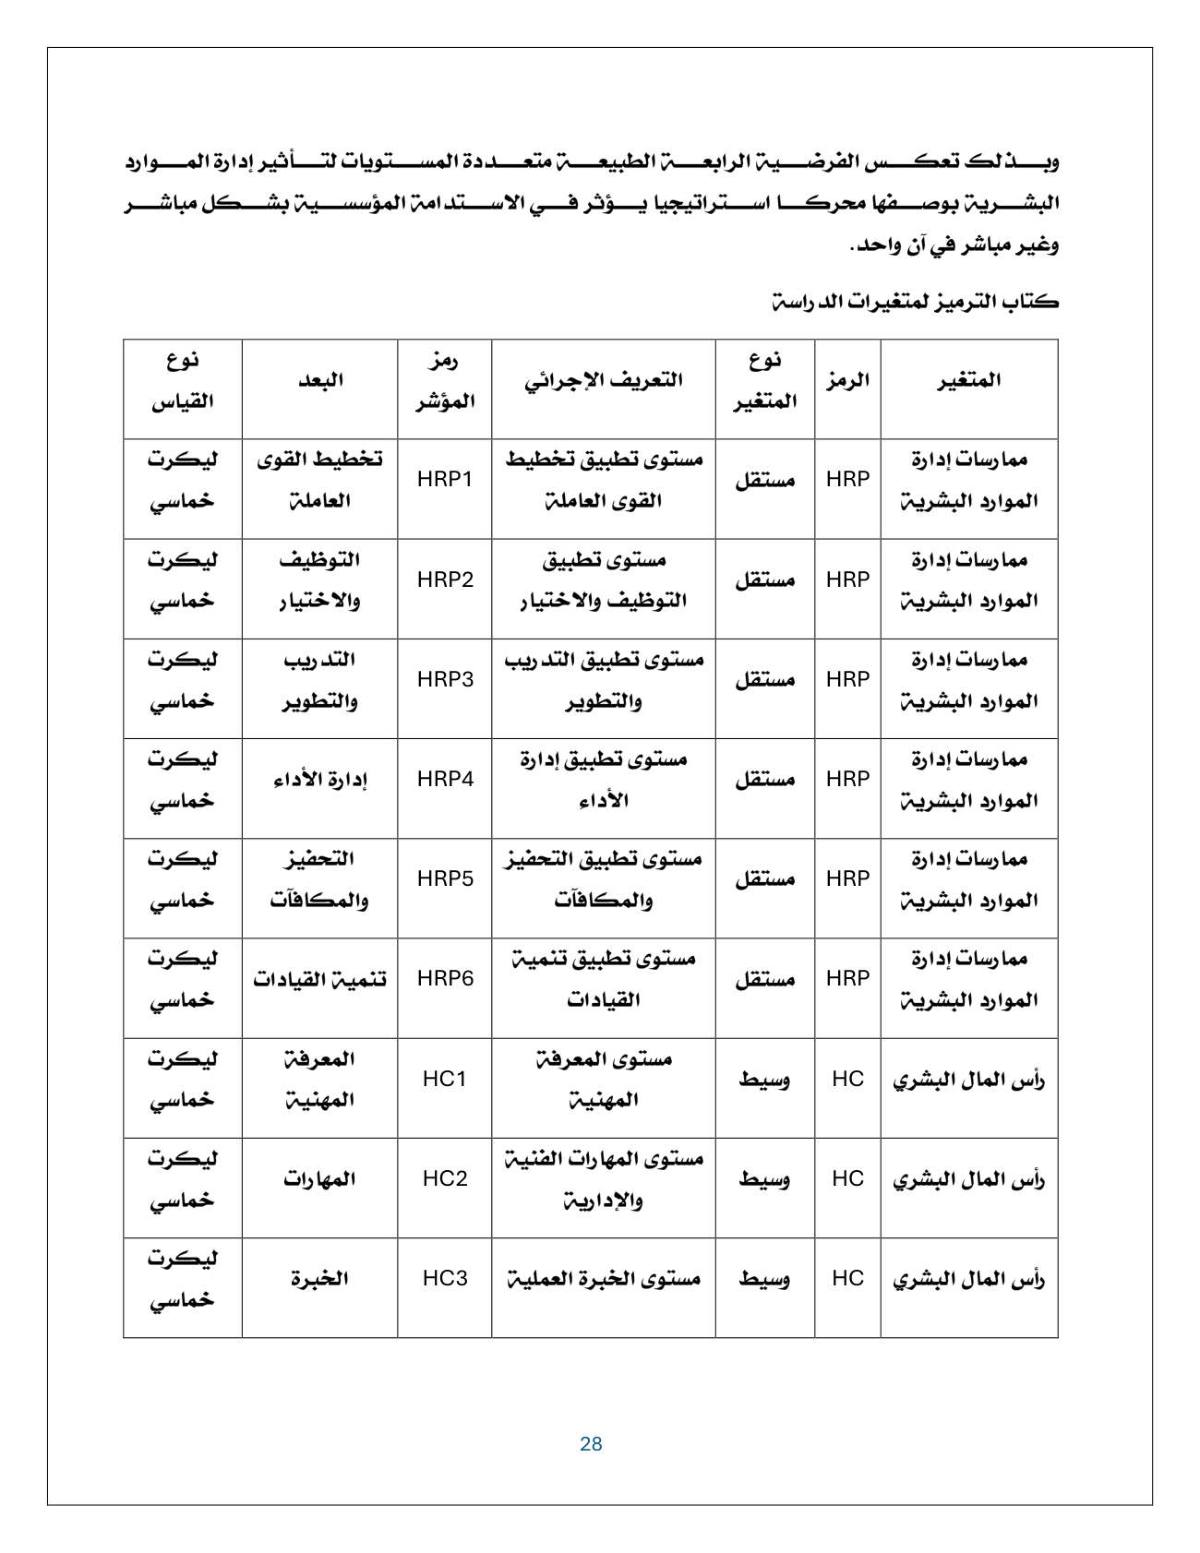 وبذلك تعكس الفرضية الرابعة الطبيعة متعددة المستويات لتأثير إدارة الموارد
البشرية بوصفها محركا استراتيجيا يؤثر في الاستدامة المؤسسية بشكل مباشر
وغير مباشر في آن واحد.
كتاب الترميز لمتغيرات الدراسة
المتغير | الرمز | نوع المتغير | التعريف الإجرائي | رمز المؤشر | البعد | نوع القياس
ممارسات إدارة الموارد البشرية | HRP | مستقل | مستوى تطبيق تخطيط القوى العاملة | HRP1 | تخطيط القوى العاملة | ليكرت خماسي
ممارسات إدارة الموارد البشرية | HRP | مستقل | مستوى تطبيق التوظيف والاختيار | HRP2 | التوظيف والاختيار | ليكرت خماسي
ممارسات إدارة الموارد البشرية | HRP | مستقل | مستوى تطبيق التدريب والتطوير | HRP3 | التدريب والتطوير | ليكرت خماسي
ممارسات إدارة الموارد البشرية | HRP | مستقل | مستوى تطبيق إدارة الأداء | HRP4 | إدارة الأداء | ليكرت خماسي
ممارسات إدارة الموارد البشرية | HRP | مستقل | مستوى تطبيق التحفيز والمكافآت | HRP5 | التحفيز والمكافآت | ليكرت خماسي
ممارسات إدارة الموارد البشرية | HRP | مستقل | مستوى تطبيق تنمية القيادات | HRP6 | تنمية القيادات | ليكرت خماسي
رأس المال البشري | HC | وسيط | مستوى المعرفة المهنية | HC1 | المعرفة المهنية | ليكرت خماسي
رأس المال البشري | HC | وسيط | مستوى المهارات الفنية والإدارية | HC2 | المهارات | ليكرت خماسي
رأس المال البشري | HC | وسيط | مستوى الخبرة العملية | HC3 | الخبرة | ليكرت خماسي
28